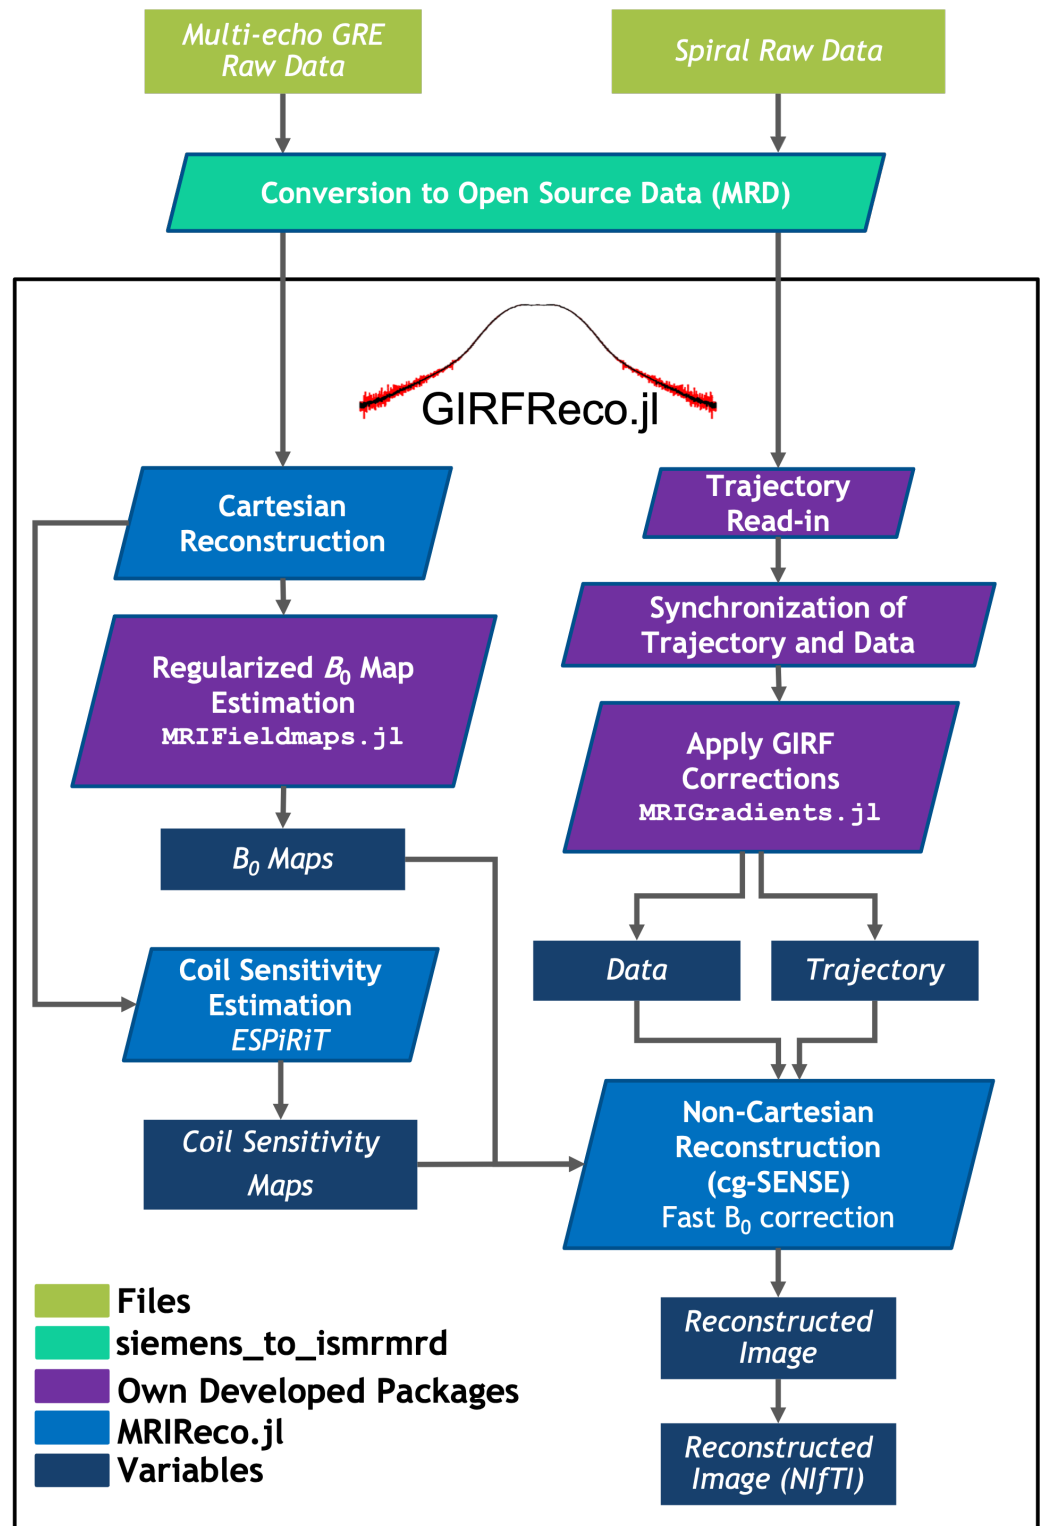 Multi-echo GRE
Raw Data
Spiral Raw Data
Conversion to Open Source Data (MRD)
GIRFReco.jl
Cartesian
Reconstruction
Trajectory
Read-in
Synchronization of
Trajectory and Data
Regularized B0 Map
Estimation
MRIFieldmaps.jl
Apply GIRF
Corrections
MRIGradients.jl
B0 Maps
Data
Trajectory
Coil Sensitivity
Estimation
ESPiRiT
Coil Sensitivity
Maps
Non-Cartesian
Reconstruction
(cg-SENSE)
Fast B0 correction
Reconstructed
Image
Reconstructed
Image (NIfTI)
Files
siemens_to_ismrmrd
Own Developed Packages
MRIReco.jl
Variables